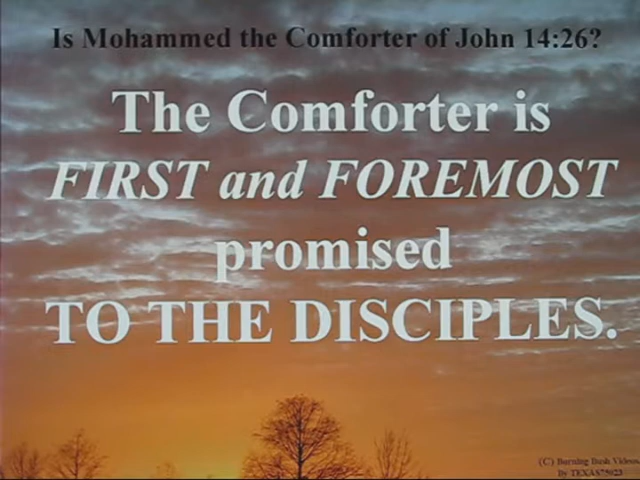 Is Mohammed the Comforter of John 14:26?
The Comforter is
FIRST and FOREMOST
promised
TO THE DISCIPLES.
(C) Burning Bush Videos
By TEXAS75023